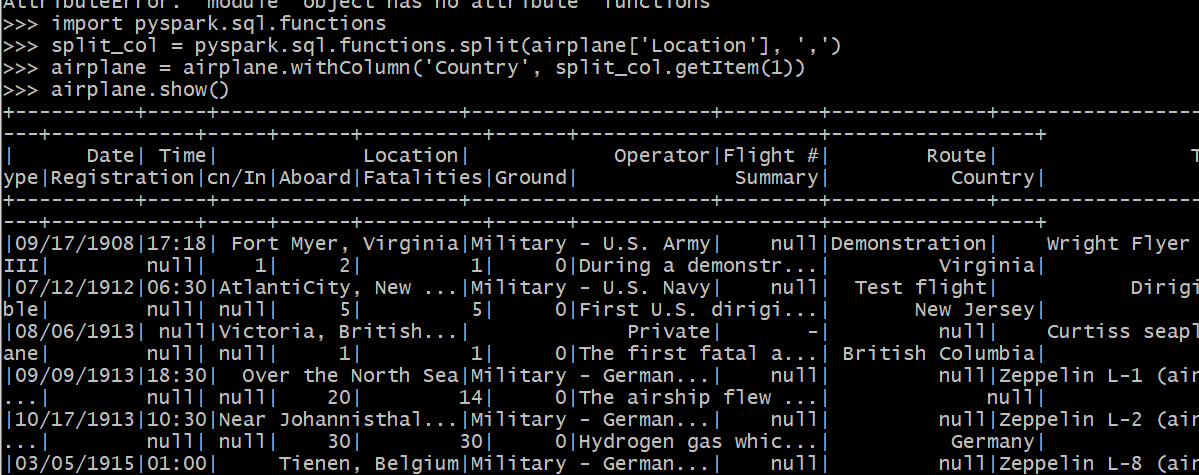 AttributeError: 'module' object has no attribute 'functions'
>>> import pyspark.sql.functions
>>> split_col = pyspark.sql.functions.split(airplane['Location'], ',')
>>> airplane = airplane.withColumn('Country', split_col.getItem(1))
>>> airplane.show()
+----------+-----+--------------------+--------------------+--------+-------------+-----------------
---+------------+-----+------+----------+------+--------------------+-----------------+
|      Date| Time|            Location|            Operator|Flight #|        Route|                T
ype|Registration|cn/In|Aboard|Fatalities|Ground|             Summary|          Country|
+----------+-----+--------------------+--------------------+--------+-------------+-----------------
---+------------+-----+------+----------+------+--------------------+-----------------+
|09/17/1908|17:18| Fort Myer, Virginia|Military - U.S. Army|    null|Demonstration|    Wright Flyer
III|        null|    1|     2|         1|     0|During a demonstr...|         Virginia|
|07/12/1912|06:30|AtlantiCity, New ...|Military - U.S. Navy|    null|  Test flight|           Dirigi
ble|        null| null|     5|         5|     0|First U.S. dirigi...|       New Jersey|
|08/06/1913| null|Victoria, British...|             Private|       -|         null|    Curtiss seapl
ane|        null| null|     1|         1|     0|The first fatal a...| British Columbia|
|09/09/1913|18:30|  Over the North Sea|Military - German...|    null|         null|Zeppelin L-1 (air
...|        null| null|    20|        14|     0|The airship flew ...|             null|
|10/17/1913|10:30|Near Johannisthal...|Military - German...|    null|         null|Zeppelin L-2 (air
...|        null| null|    30|        30|     0|Hydrogen gas whic...|          Germany|
|03/05/1915|01:00|     Tienen, Belgium|Military - German...|    null|         null|Zeppelin L-8 (air